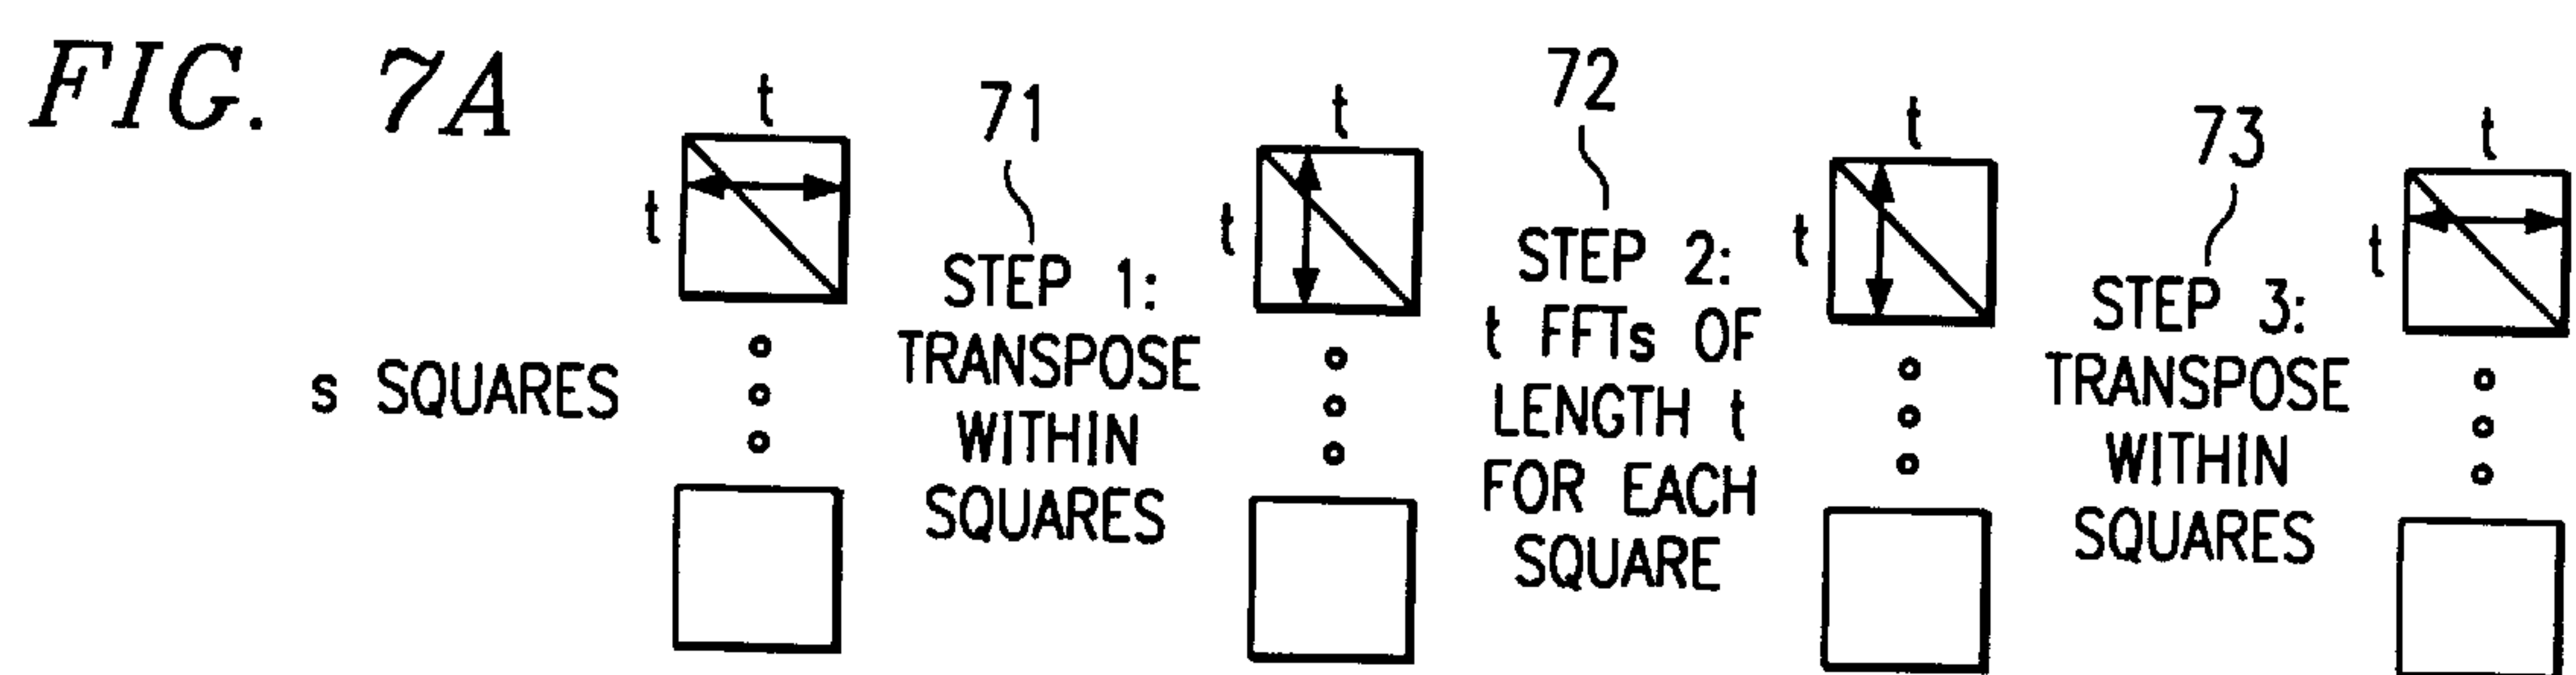 FIG. 7A
t
t
s SQUARES
71
STEP 1:
TRANSPOSE
WITHIN
SQUARES
t
t
72
STEP 2:
t FFTs OF
LENGTH t
FOR EACH
SQUARE
t
t
73
STEP 3:
TRANSPOSE
WITHIN
SQUARES
t
t